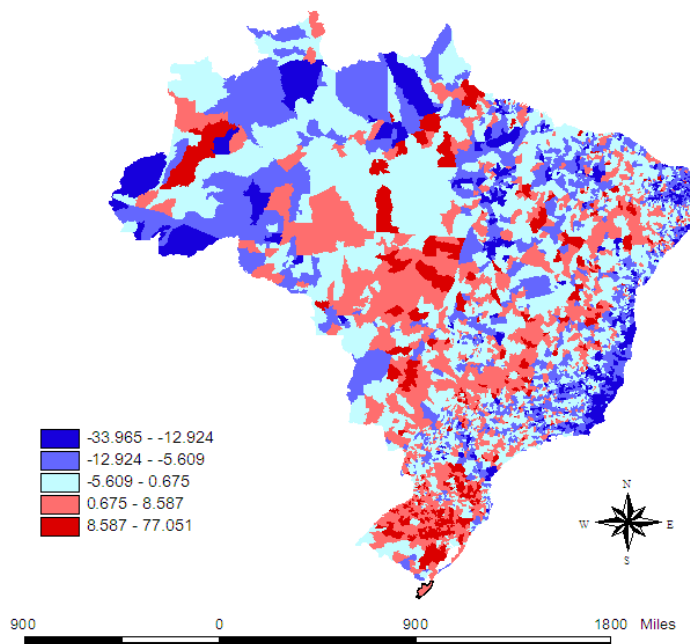 -33.965 - -12.924
-12.924 - -5.609
-5.609 - 0.675
0.675 - 8.587
8.587 - 77.051
N
W E
S
900 0 900 1800 Miles